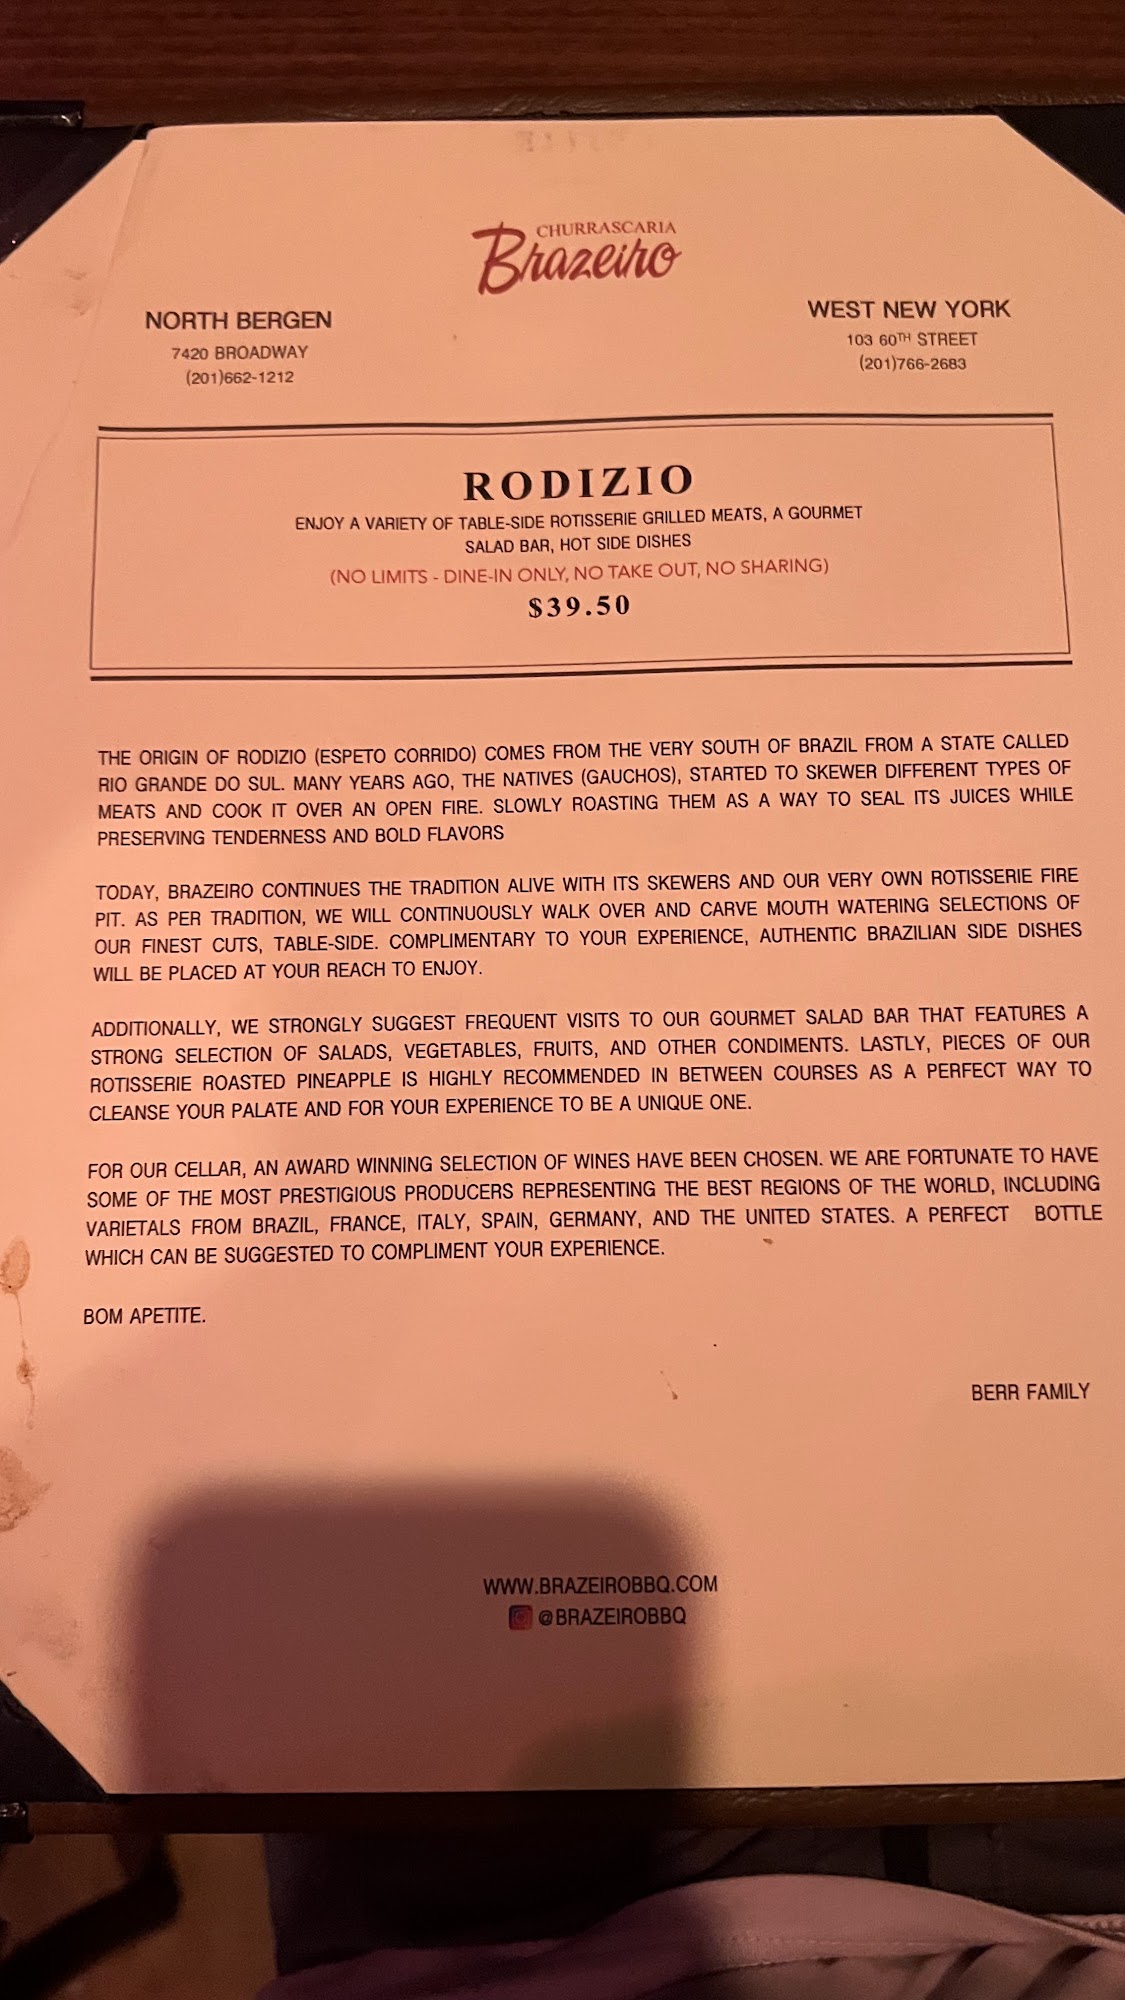 CHURRASCARIA
Brazeiro
NORTH BERGEN
7420 BROADWAY
(201)662-1212
WEST NEW YORK
103 60TH STREET
(201)766-2683
RODIZIO
ENJOY A VARIETY OF TABLE-SIDE ROTISSERIE GRILLED MEATS, A GOURMET
SALAD BAR, HOT SIDE DISHES
(NO LIMITS - DINE-IN ONLY, NO TAKE OUT, NO SHARING)
$39.50
THE ORIGIN OF RODIZIO (ESPETO CORRIDO) COMES FROM THE VERY SOUTH OF BRAZIL FROM A STATE CALLED
RIO GRANDE DO SUL. MANY YEARS AGO, THE NATIVES (GAUCHOS), STARTED TO SKEWER DIFFERENT TYPES OF
MEATS AND COOK IT OVER AN OPEN FIRE. SLOWLY ROASTING THEM AS A WAY TO SEAL ITS JUICES WHILE
PRESERVING TENDERNESS AND BOLD FLAVORS
TODAY, BRAZEIRO CONTINUES THE TRADITION ALIVE WITH ITS SKEWERS AND OUR VERY OWN ROTISSERIE FIRE
PIT. AS PER TRADITION, WE WILL CONTINUOUSLY WALK OVER AND CARVE MOUTH WATERING SELECTIONS OF
OUR FINEST CUTS, TABLE-SIDE. COMPLIMENTARY TO YOUR EXPERIENCE, AUTHENTIC BRAZILIAN SIDE DISHES
WILL BE PLACED AT YOUR REACH TO ENJOY.
ADDITIONALLY, WE STRONGLY SUGGEST FREQUENT VISITS TO OUR GOURMET SALAD BAR THAT FEATURES A
STRONG SELECTION OF SALADS, VEGETABLES, FRUITS, AND OTHER CONDIMENTS. LASTLY, PIECES OF OUR
ROTISSERIE ROASTED PINEAPPLE IS HIGHLY RECOMMENDED IN BETWEEN COURSES AS A PERFECT WAY TO
CLEANSE YOUR PALATE AND FOR YOUR EXPERIENCE TO BE A UNIQUE ONE.
FOR OUR CELLAR, AN AWARD WINNING SELECTION OF WINES HAVE BEEN CHOSEN. WE ARE FORTUNATE TO HAVE
SOME OF THE MOST PRESTIGIOUS PRODUCERS REPRESENTING THE BEST REGIONS OF THE WORLD, INCLUDING
VARIETALS FROM BRAZIL, FRANCE, ITALY, SPAIN, GERMANY, AND THE UNITED STATES. A PERFECT BOTTLE
WHICH CAN BE SUGGESTED TO COMPLIMENT YOUR EXPERIENCE.
BOM APETITE.
BERR FAMILY
WWW.BRAZEIROBBQ.COM
@BRAZEIROBBQ